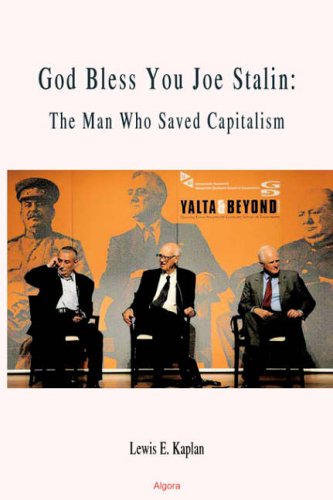 God Bless You Joe Stalin:
The Man Who Saved Capitalism
YALTA & BEYOND
Lewis E. Kaplan
Algora